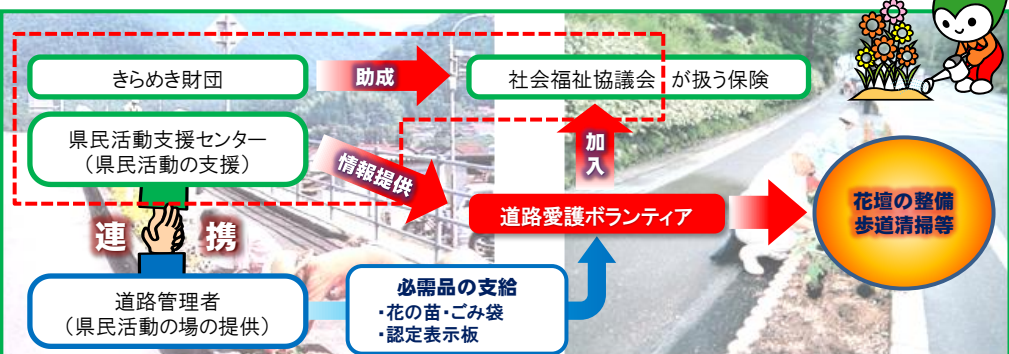 きらめき財団
助成
社会福祉協議会 が扱う保険
県民活動支援センター
（県民活動の支援）
情報提供
加入
道路愛護ボランティア
花壇の整備
歩道清掃等
連携
道路管理者
（県民活動の場の提供）
必需品の支給
・花の苗・ごみ袋
・認定表示板